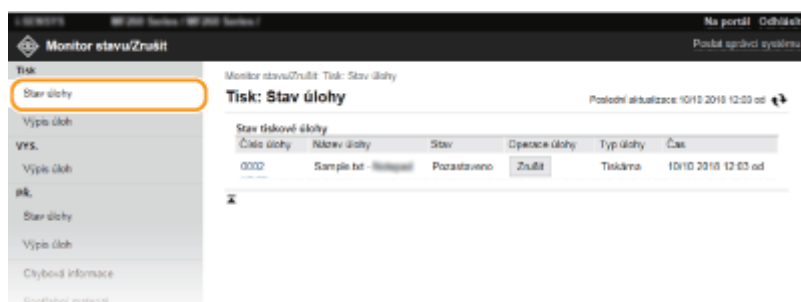 Na portál Odhlásit
Monitor stavu/Zrušit
Poslat správci systému
Tisk
Stav úlohy
Výpis úloh
VYS.
Výpis úloh
Př.
Stav úlohy
Výpis úloh
Chybová informace
Monitor stavu/Zrušit: Tisk: Stav úlohy
Tisk: Stav úlohy
Poslední aktualizace: 10/10 2018 12:03 od
Stav tiskové úlohy
Číslo úlohy Název úlohy Stav Operace úlohy Typ úlohy Čas
0002 Sample.txt - Pozastaveno Zrušit Tiskárna 10/10 2018 12:03 od